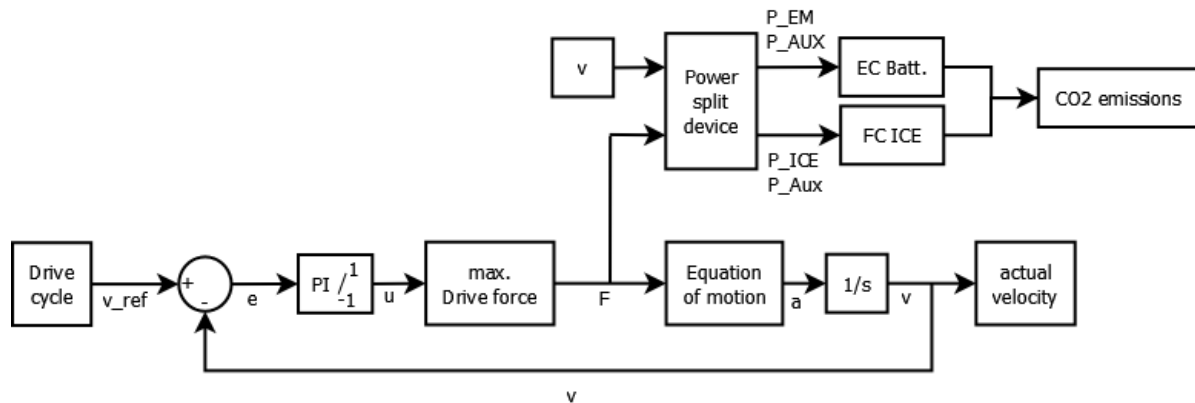 P_EM
P_AUX
v
Power
split
device
EC Batt.
CO2 emissions
FC ICE
P_ICE
P_Aux
Drive
cycle
v_ref
+
-
e
PI /
1
-1
u
max.
Drive force
F
Equation
of motion
a
1/s
v
actual
velocity
v